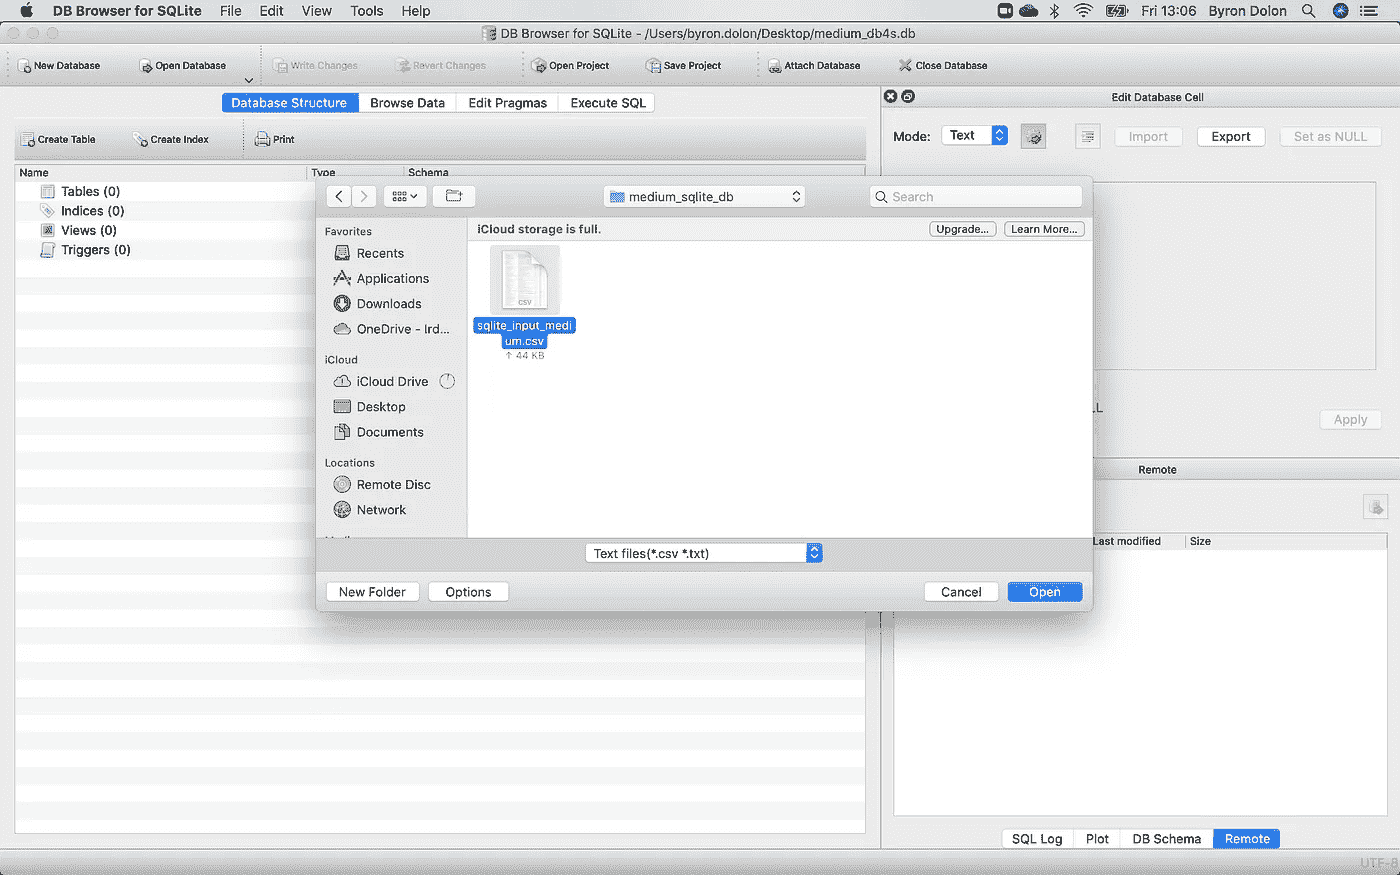 DB Browser for SQLite File Edit View Tools Help Fri 13:06 Byron Dolon
DB Browser for SQLite - /Users/byron.dolon/Desktop/medium_db4s.db
New Database Open Database Write Changes Revert Changes Open Project Save Project Attach Database Close Database
Database Structure Browse Data Edit Pragmas Execute SQL
Edit Database Cell
Create Table Create Index Print
Mode: Text Import Export Set as NULL
Name Type Schema
Tables (0)
Indices (0)
Views (0)
Triggers (0)
medium_sqlite_db Search
Favorites
Recents
Applications
Downloads
OneDrive - Ird...
iCloud
iCloud Drive
Desktop
Documents
Locations
Remote Disc
Network
iCloud storage is full. Upgrade... Learn More...
CSV
sqlite_input_medi
um.csv
↑ 44 KB
Text files(*.csv *.txt)
New Folder Options Cancel Open
Apply
Remote
Last modified Size
SQL Log Plot DB Schema Remote
UTF-8